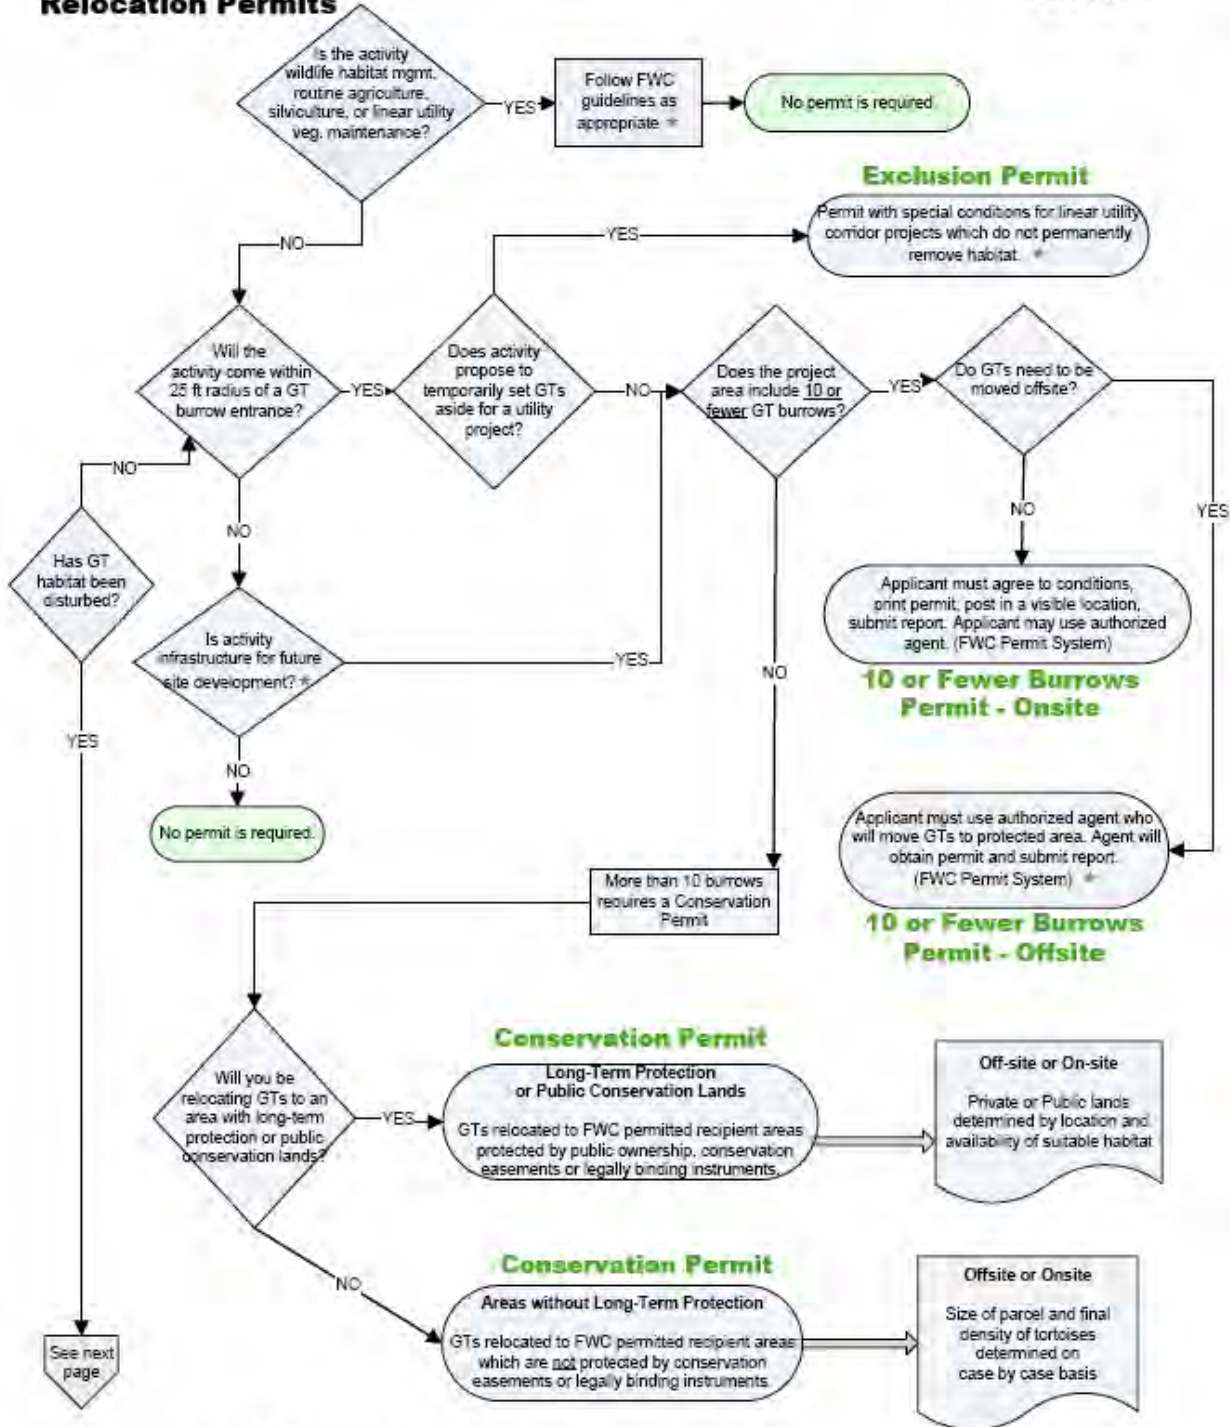 Relocation Permits
Is the activity
wildlife habitat mgmt.
routine agriculture,
silviculture, or linear utility
veg. maintenance?
YES
Follow FWC
guidelines as
appropriate *
No permit is required.
NO
Exclusion Permit
Permit with special conditions for linear utility
corridor projects which do not permanently
remove habitat. *
YES
Will the
activity come within
25 ft radius of a GT
burrow entrance?
YES
Does activity
propose to
temporarily set GTs
aside for a utility
project?
NO
Does the project
area include 10 or
fewer GT burrows?
YES
Do GTs need to be
moved offsite?
NO
NO
NO
YES
Has GT
habitat been
disturbed?
Is activity
infrastructure for future
site development? *
YES
NO
Applicant must agree to conditions,
print permit, post in a visible location,
submit report. Applicant may use authorized
agent. (FWC Permit System)
10 or Fewer Burrows
Permit - Onsite
YES
NO
No permit is required.
Applicant must use authorized agent who
will move GTs to protected area. Agent will
obtain permit and submit report.
(FWC Permit System) *
10 or Fewer Burrows
Permit - Offsite
More than 10 burrows
requires a Conservation
Permit
Will you be
relocating GTs to an
area with long-term
protection or public
conservation lands?
YES
Conservation Permit
Long-Term Protection
or Public Conservation Lands
GTs relocated to FWC permitted recipient areas
protected by public ownership, conservation
easements or legally binding instruments.
Off-site or On-site
Private or Public lands
determined by location and
availability of suitable habitat
NO
Conservation Permit
Areas without Long-Term Protection
GTs relocated to FWC permitted recipient areas
which are not protected by conservation
easements or legally binding instruments
Offsite or Onsite
Size of parcel and final
density of tortoises
determined on
case by case basis
See next
page